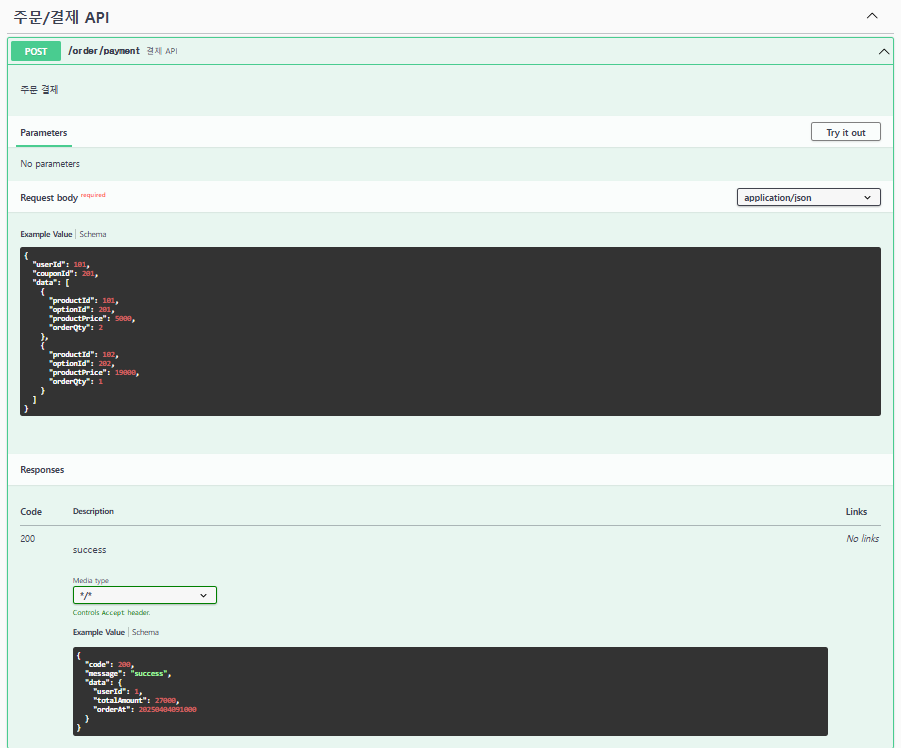 주문/결제 API
POST /order/payment 결제 API
주문 결제
Parameters
Try it out
No parameters
Request body required
application/json
Example Value | Schema
{
  "userId": 101,
  "couponId": 201,
  "data": [
    {
      "productId": 101,
      "optionId": 201,
      "productPrice": 5000,
      "orderQty": 2
    },
    {
      "productId": 102,
      "optionId": 202,
      "productPrice": 19000,
      "orderQty": 1
    }
  ]
}
Responses
Code Description Links
200 success No links
Media type
*/*
Controls Accept header.
Example Value | Schema
{
  "code": 200,
  "message": "success",
  "data": {
    "userId": 1,
    "totalAmount": 27000,
    "orderAt": 20250404091000
  }
}